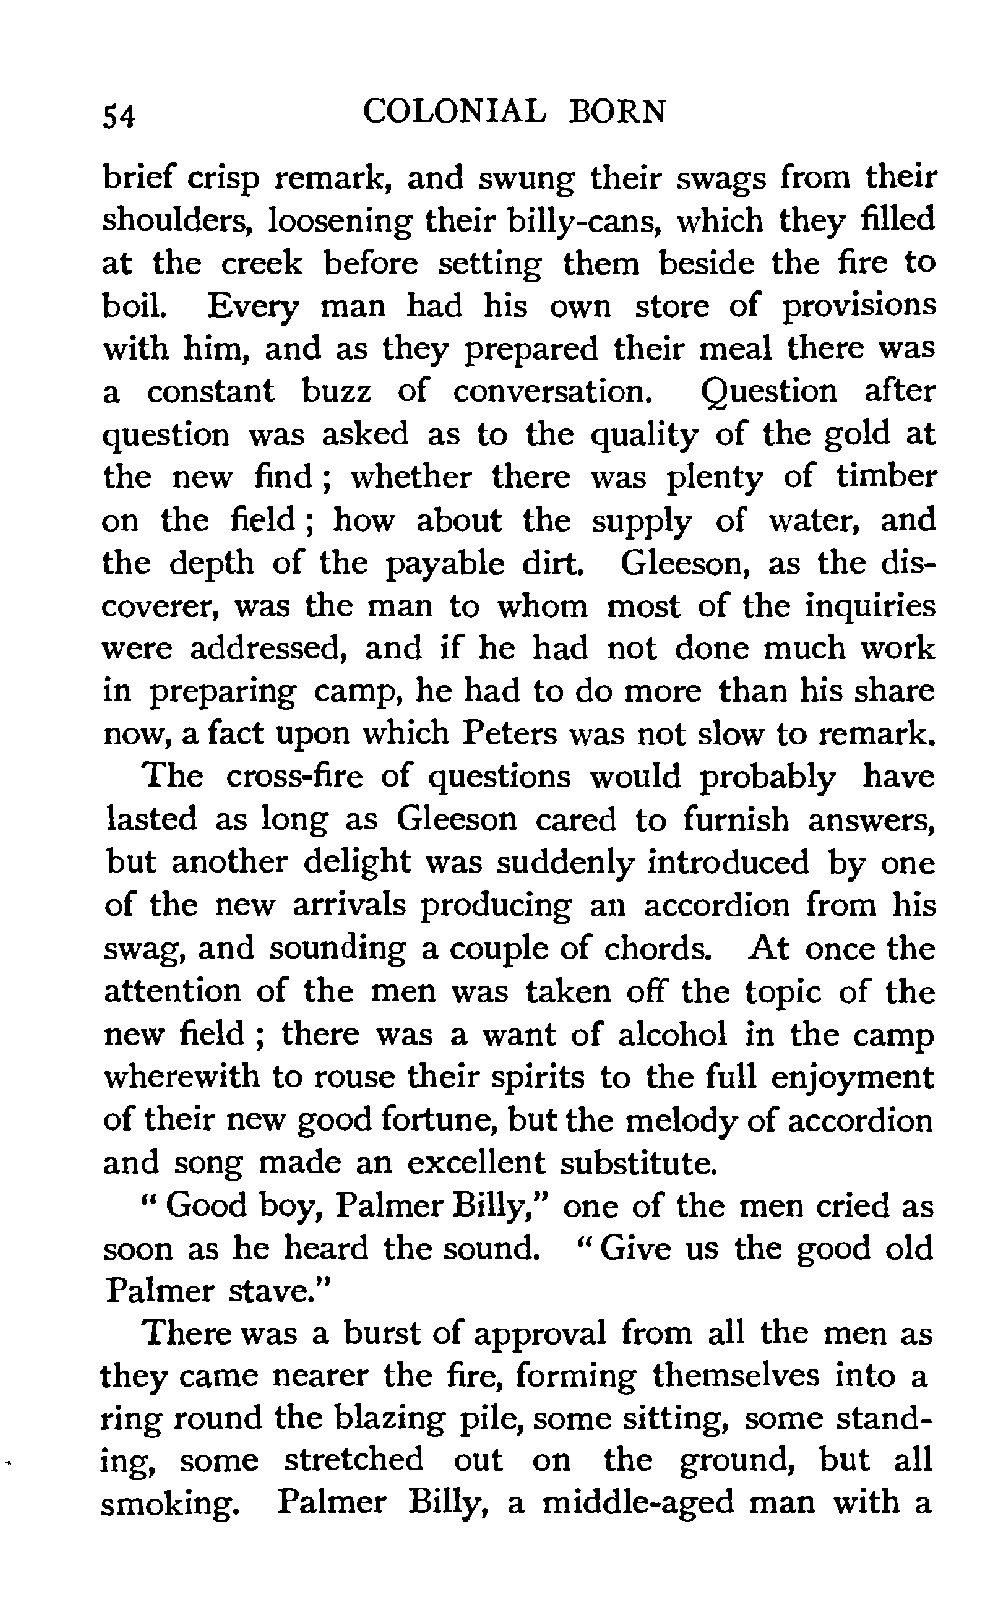 54 COLONIAL BORN
brief crisp remark, and swung their swags from their
shoulders, loosening their billy-cans, which they filled
at the creek before setting them beside the fire to
boil. Every man had his own store of provisions
with him, and as they prepared their meal there was
a constant buzz of conversation. Question after
question was asked as to the quality of the gold at
the new find ; whether there was plenty of timber
on the field ; how about the supply of water, and
the depth of the payable dirt. Gleeson, as the dis-
coverer, was the man to whom most of the inquiries
were addressed, and if he had not done much work
in preparing camp, he had to do more than his share
now, a fact upon which Peters was not slow to remark.
The cross-fire of questions would probably have
lasted as long as Gleeson cared to furnish answers,
but another delight was suddenly introduced by one
of the new arrivals producing an accordion from his
swag, and sounding a couple of chords. At once the
attention of the men was taken off the topic of the
new field ; there was a want of alcohol in the camp
wherewith to rouse their spirits to the full enjoyment
of their new good fortune, but the melody of accordion
and song made an excellent substitute.
“ Good boy, Palmer Billy,” one of the men cried as
soon as he heard the sound. “ Give us the good old
Palmer stave.”
There was a burst of approval from all the men as
they came nearer the fire, forming themselves into a
ring round the blazing pile, some sitting, some stand-
ing, some stretched out on the ground, but all
smoking. Palmer Billy, a middle-aged man with a